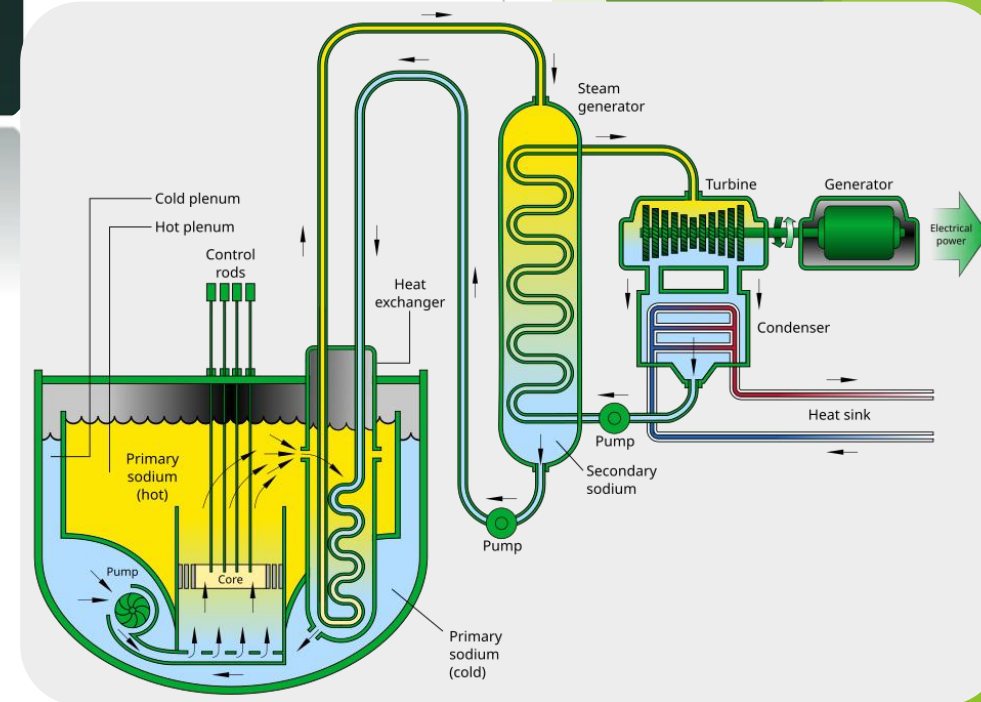 Steam
generator
Cold plenum
Hot plenum
Turbine
Generator
Electrical
power
Control
rods
Heat
exchanger
Condenser
Heat sink
Pump
Primary
sodium
(hot)
Secondary
sodium
Pump
Pump
Core
Primary
sodium
(cold)